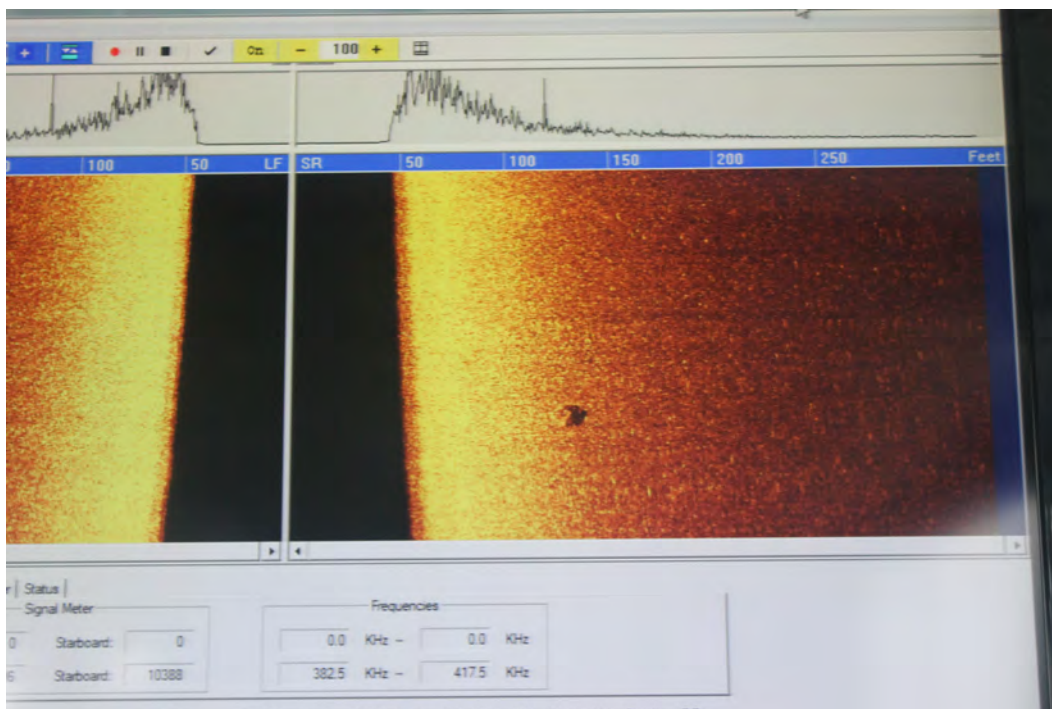 On - 100 +
100 50 LF SR 50 100 150 200 250 Feet
Status
Signal Meter Frequencies
0 Starboard: 0 0.0 KHz - 0.0 KHz
Starboard: 10388 382.5 KHz - 417.5 KHz